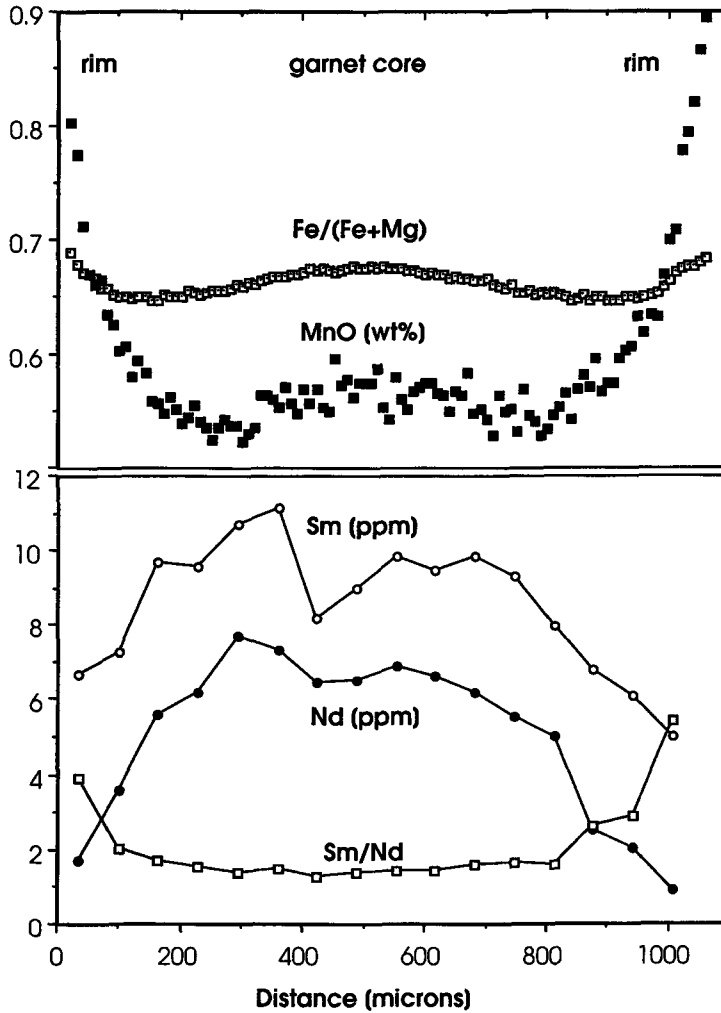 0.9
rim garnet core rim
0.8
Fe/(Fe+Mg)
0.7
MnO (wt%)
0.6
12
Sm (ppm)
10
8
Nd (ppm)
6
4
Sm/Nd
2
0
0 200 400 600 800 1000
Distance (microns)